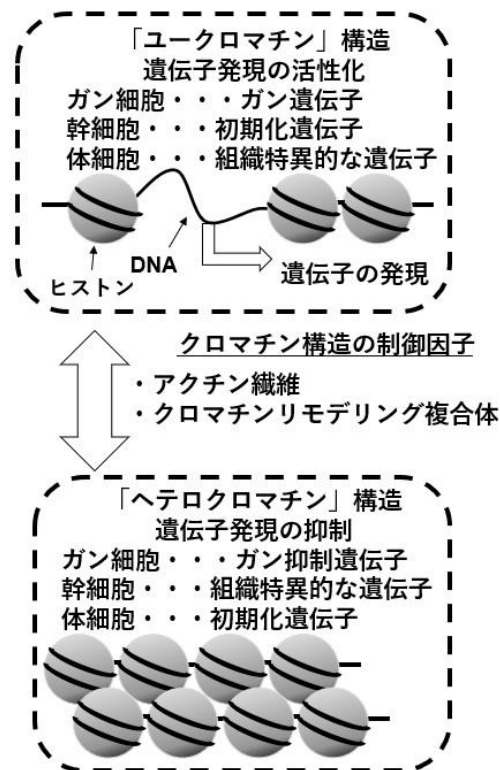 「ユークロマチン」構造
遺伝子発現の活性化
ガン細胞・・・ガン遺伝子
幹細胞・・・初期化遺伝子
体細胞・・・組織特異的な遺伝子
DNA
ヒストン
遺伝子の発現
クロマチン構造の制御因子
・アクチン繊維
・クロマチンリモデリング複合体
「ヘテロクロマチン」構造
遺伝子発現の抑制
ガン細胞・・・ガン抑制遺伝子
幹細胞・・・組織特異的な遺伝子
体細胞・・・初期化遺伝子